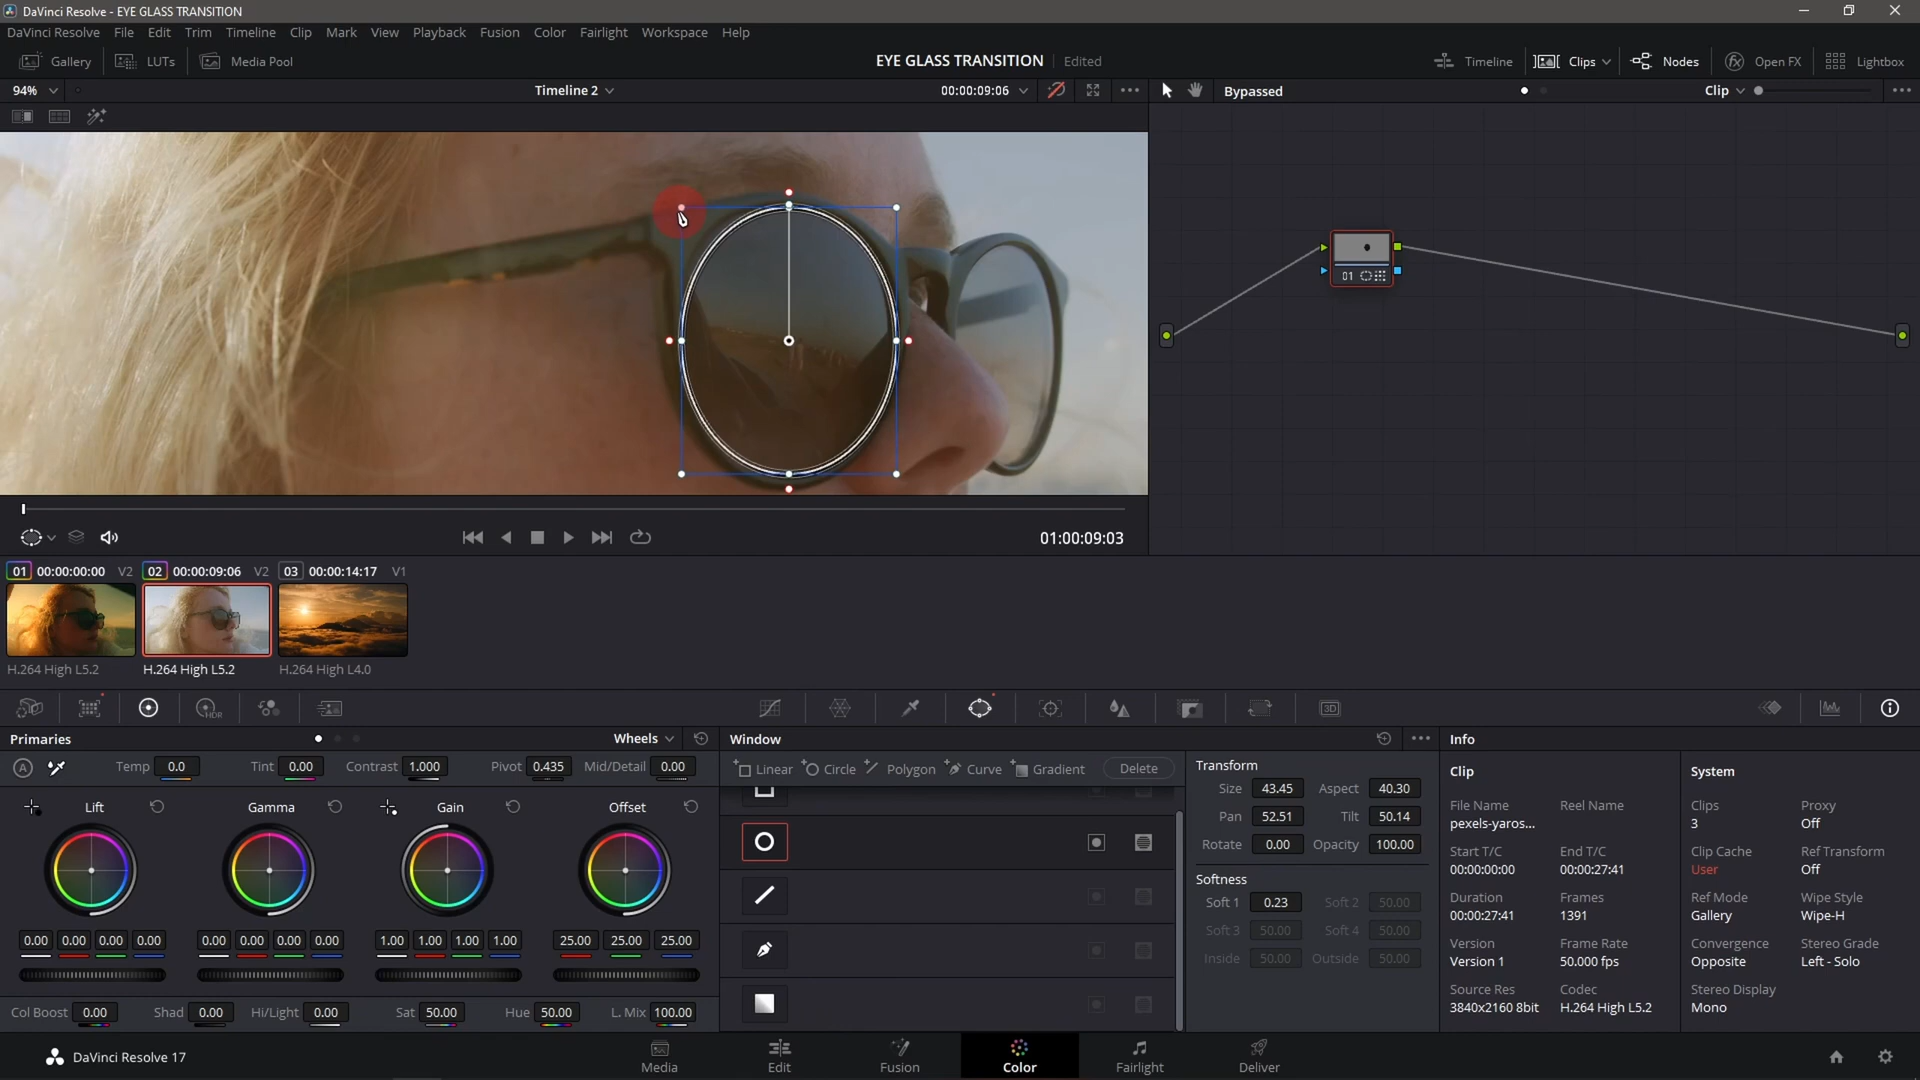 DaVinci Resolve - EYE GLASS TRANSITION
DaVinci Resolve File Edit Trim Timeline Clip Mark View Playback Fusion Color Fairlight Workspace Help
Gallery LUTs Media Pool EYE GLASS TRANSITION Edited Timeline Clips Nodes Open FX Lightbox
94% Timeline 2 00:00:09:06 Bypassed Clip
01
01:00:09:03
01 00:00:00:00 V2 02 00:00:09:06 V2 03 00:00:14:17 V1
H.264 High L5.2 H.264 High L5.2 H.264 High L4.0
HDR 3D
Primaries Wheels Window Info
A Temp 0.0 Tint 0.00 Contrast 1.000 Pivot 0.435 Mid/Detail 0.00
Lift Gamma Gain Offset
0.00 0.00 0.00 0.00 0.00 0.00 0.00 0.00 1.00 1.00 1.00 1.00 25.00 25.00 25.00
Col Boost 0.00 Shad 0.00 Hi/Light 0.00 Sat 50.00 Hue 50.00 L. Mix 100.00
Linear Circle Polygon Curve Gradient Delete
Transform
Size 43.45 Aspect 40.30
Pan 52.51 Tilt 50.14
Rotate 0.00 Opacity 100.00
Softness
Soft 1 0.23 Soft 2 50.00
Soft 3 50.00 Soft 4 50.00
Inside 50.00 Outside 50.00
Clip System
File Name Reel Name Clips Proxy
pexels-yaros... 3 Off
Start T/C End T/C Clip Cache Ref Transform
00:00:00:00 00:00:27:41 User Off
Duration Frames Ref Mode Wipe Style
00:00:27:41 1391 Gallery Wipe-H
Version Frame Rate Convergence Stereo Grade
Version 1 50.000 fps Opposite Left - Solo
Source Res Codec Stereo Display
3840x2160 8bit H.264 High L5.2 Mono
DaVinci Resolve 17 Media Edit Fusion Color Fairlight Deliver